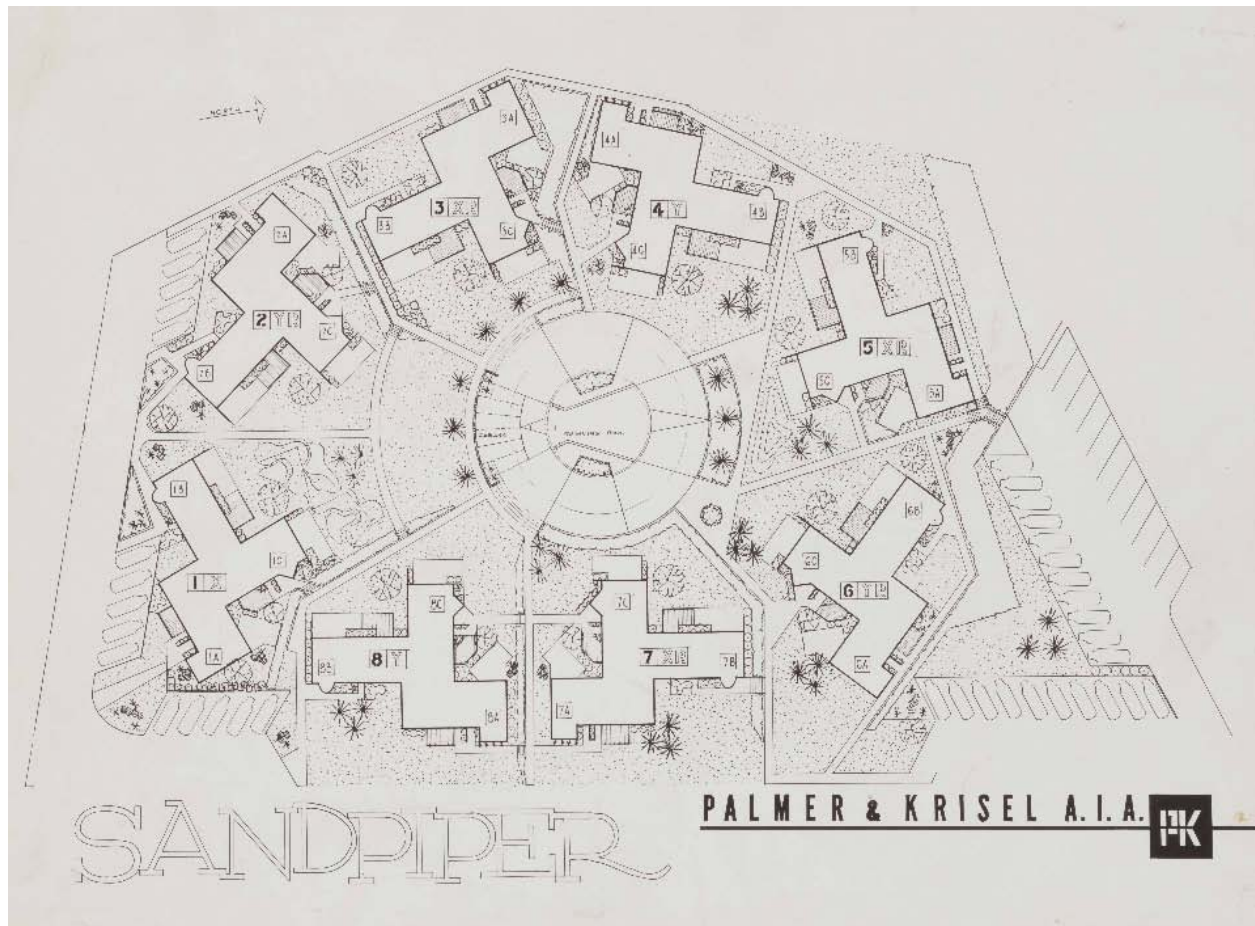 NORTH
3A
4A
3 X R
4 Y
3B
3C
4C
4B
2A
5B
2 Y R
2C
2B
5 X R
5C
5A
1B
1C
6B
6C
1 X
6 Y R
8C
7C
1A
8 Y
7 X R
8B
7B
6A
8A
7A
SANDPIPER
PALMER & KRISEL A.I.A.
PK